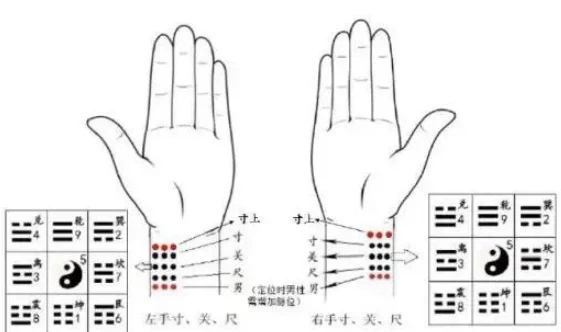 兑 4
乾 9
巽 2
离 3
5
坎 7
震 8
坤 1
艮 6
寸上
寸
关
尺
男
(定位时男性
需增加脉位)
左手寸、关、尺
寸上
寸
关
尺
男
右手寸、关、尺
兑 4
乾 9
巽 2
离 3
5
坎 7
震 8
坤 1
艮 6